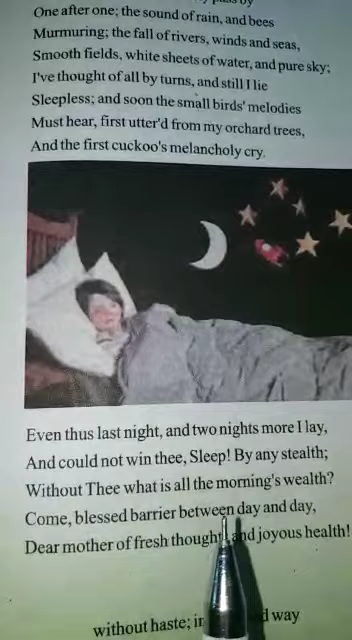 One after one; the sound of rain, and bees
Murmuring; the fall of rivers, winds and seas,
Smooth fields, white sheets of water, and pure sky;
I've thought of all by turns, and still I lie
Sleepless; and soon the small birds' melodies
Must hear, first utter'd from my orchard trees,
And the first cuckoo's melancholy cry.
Even thus last night, and two nights more I lay,
And could not win thee, Sleep! By any stealth;
Without Thee what is all the morning's wealth?
Come, blessed barrier between day and day,
Dear mother of fresh thought and joyous health!
without haste; way